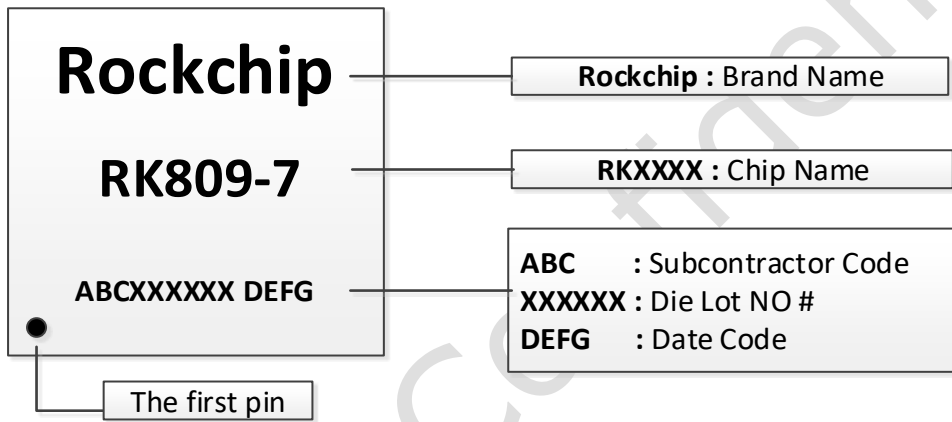 Rockchip
RK809-7
ABCXXXXXX DEFG
The first pin
Rockchip : Brand Name
RKXXXX : Chip Name
ABC : Subcontractor Code
XXXXXX : Die Lot NO #
DEFG : Date Code